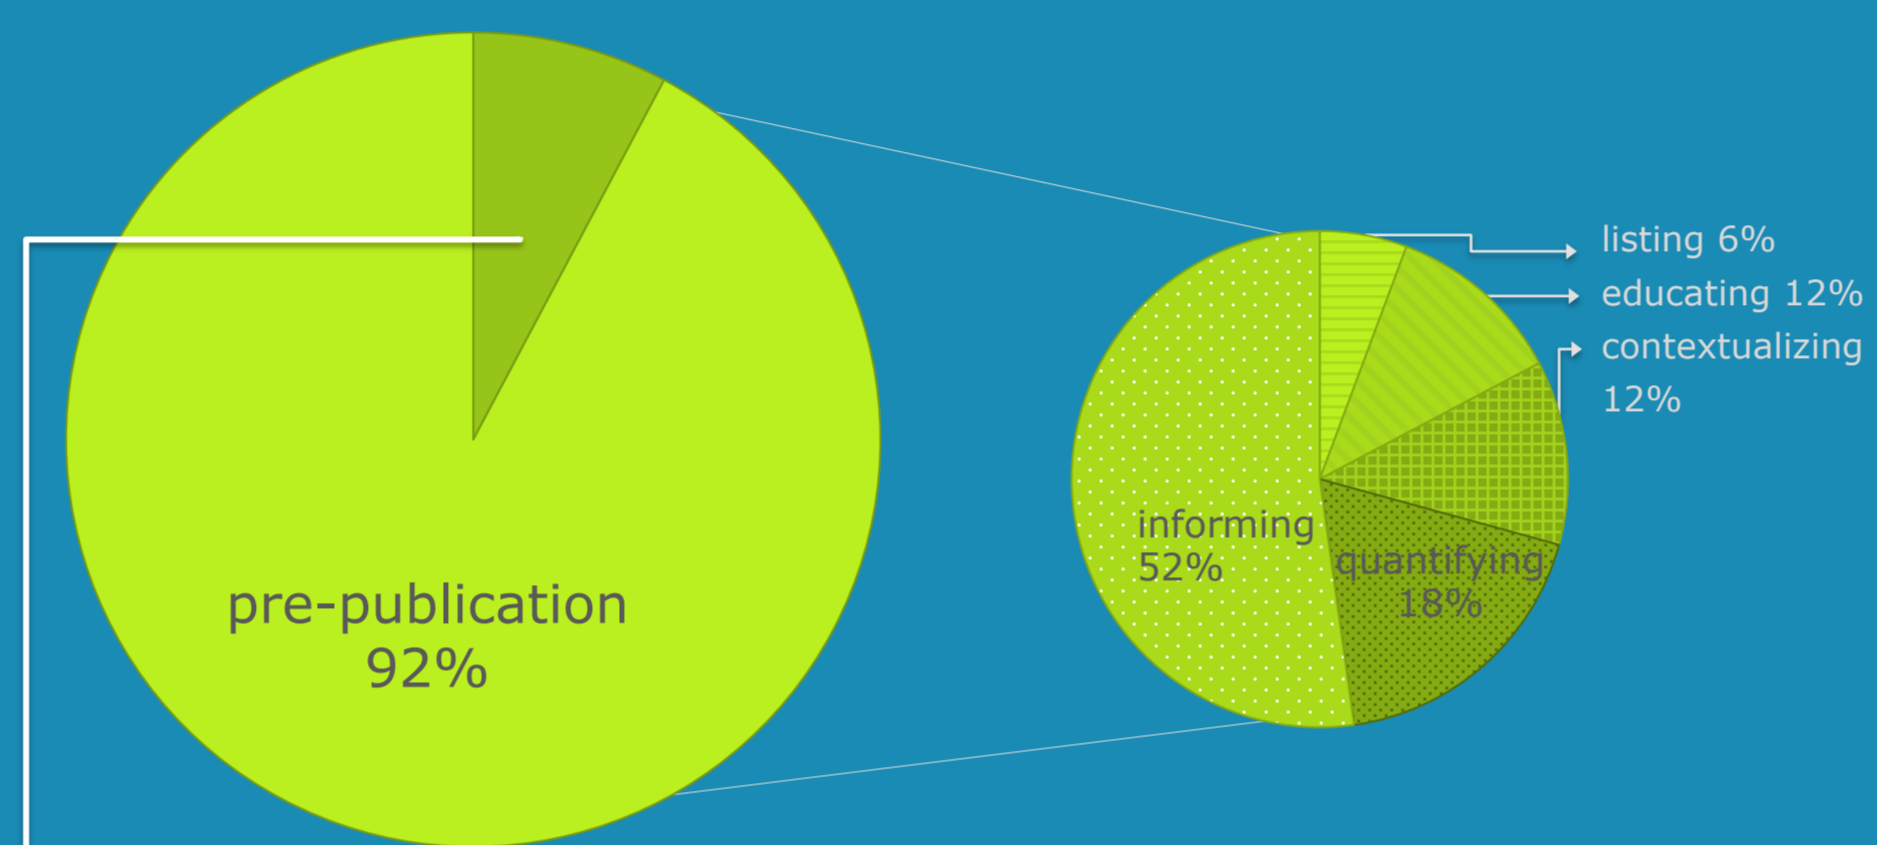 pre-publication
92%
informing
52%
quantifying
18%
listing 6%
educating 12%
contextualizing
12%